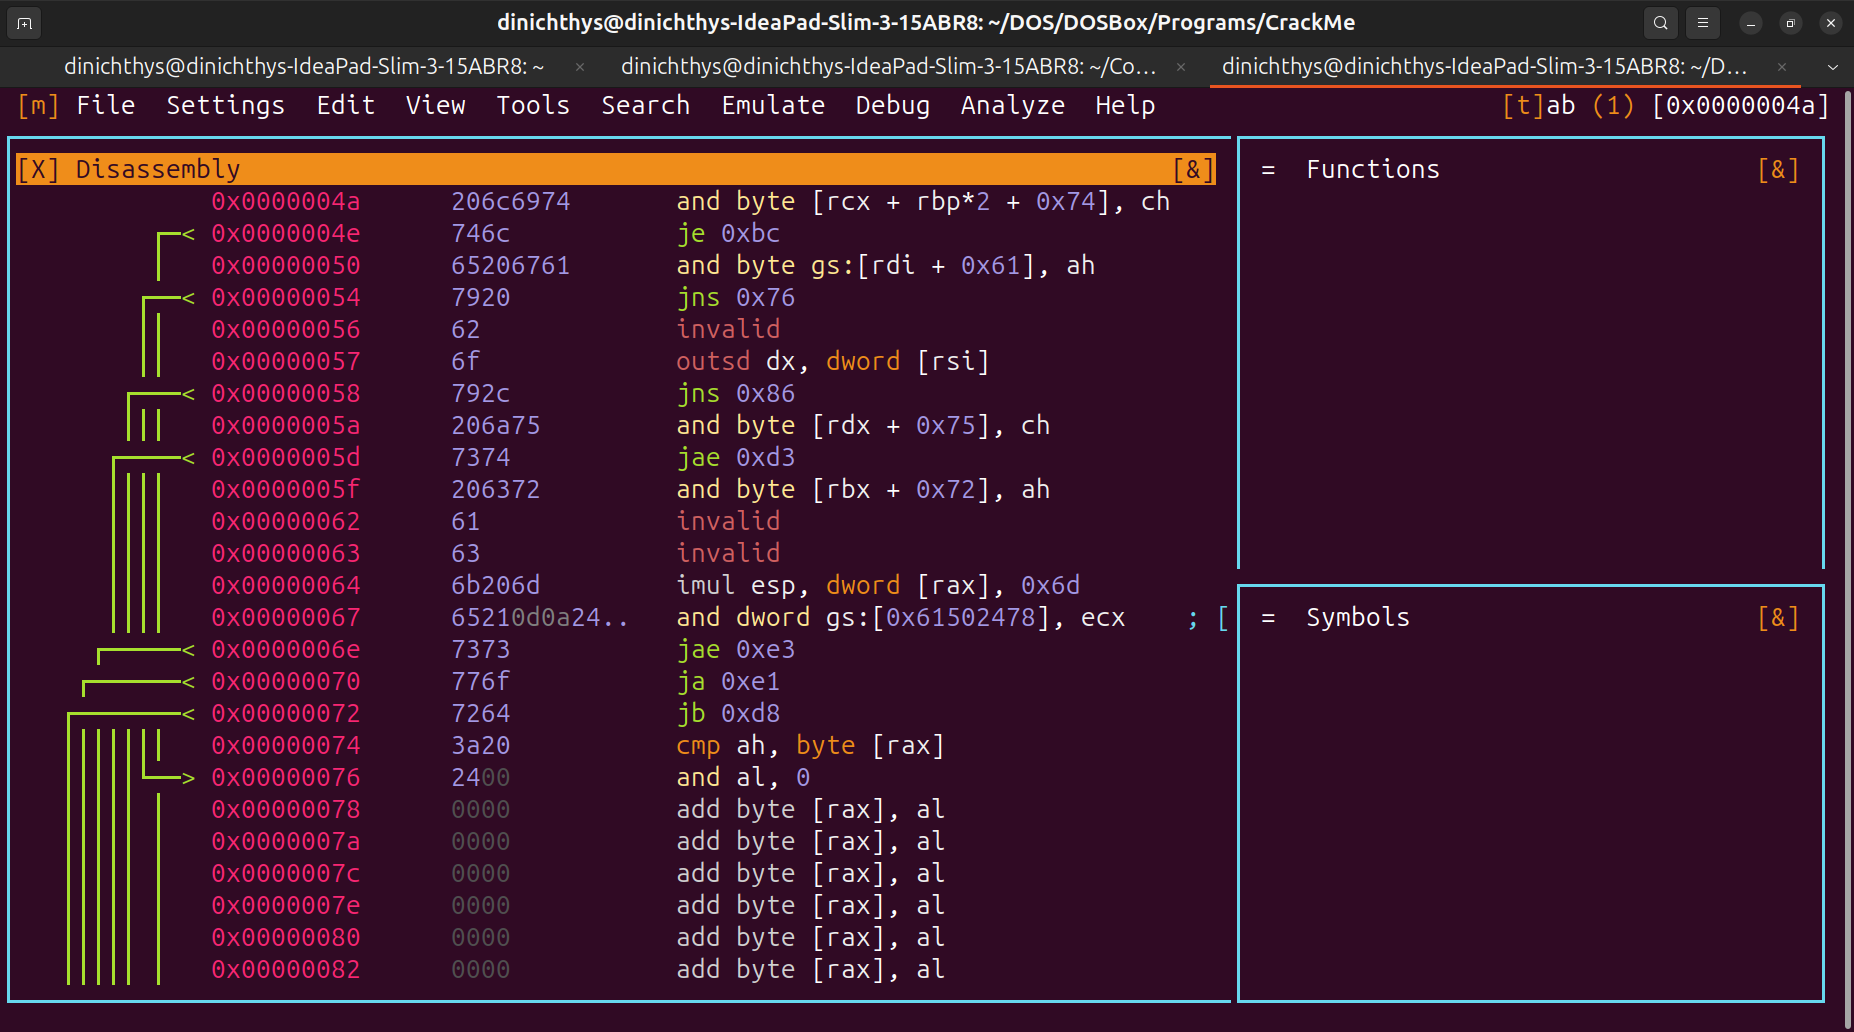 dinichthys@dinichthys-IdeaPad-Slim-3-15ABR8: ~/DOS/DOSBox/Programs/CrackMe
dinichthys@dinichthys-IdeaPad-Slim-3-15ABR8: ~ × dinichthys@dinichthys-IdeaPad-Slim-3-15ABR8: ~/Co... × dinichthys@dinichthys-IdeaPad-Slim-3-15ABR8: ~/D... ×
[m] File Settings Edit View Tools Search Emulate Debug Analyze Help [t]ab (1) [0x0000004a]
[X] Disassembly [&]
0x0000004a 206c6974 and byte [rcx + rbp*2 + 0x74], ch
0x0000004e 746c je 0xbc
0x00000050 65206761 and byte gs:[rdi + 0x61], ah
0x00000054 7920 jns 0x76
0x00000056 62 invalid
0x00000057 6f outsd dx, dword [rsi]
0x00000058 792c jns 0x86
0x0000005a 206a75 and byte [rdx + 0x75], ch
0x0000005d 7374 jae 0xd3
0x0000005f 206372 and byte [rbx + 0x72], ah
0x00000062 61 invalid
0x00000063 63 invalid
0x00000064 6b206d imul esp, dword [rax], 0x6d
0x00000067 65210d0a24.. and dword gs:[0x61502478], ecx ; [
0x0000006e 7373 jae 0xe3
0x00000070 776f ja 0xe1
0x00000072 7264 jb 0xd8
0x00000074 3a20 cmp ah, byte [rax]
0x00000076 2400 and al, 0
0x00000078 0000 add byte [rax], al
0x0000007a 0000 add byte [rax], al
0x0000007c 0000 add byte [rax], al
0x0000007e 0000 add byte [rax], al
0x00000080 0000 add byte [rax], al
0x00000082 0000 add byte [rax], al
= Functions [&]
= Symbols [&]